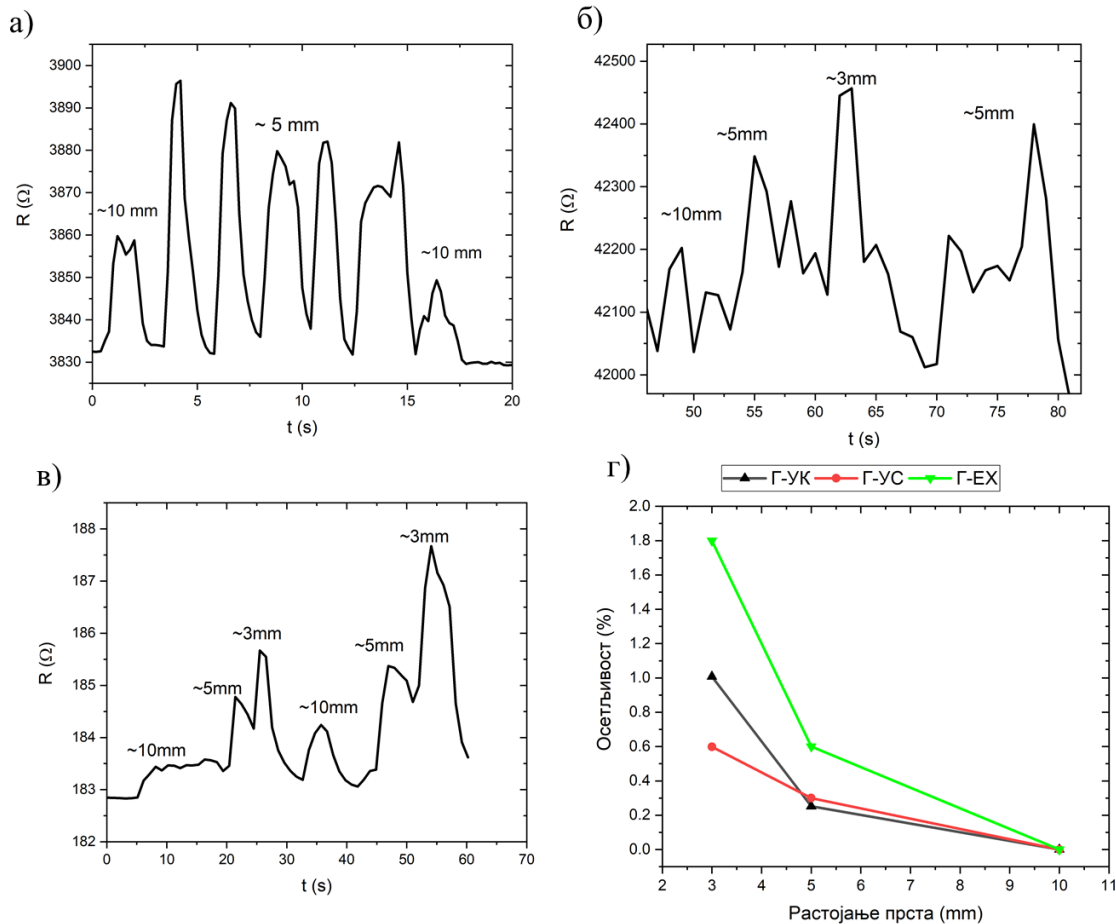 а)
3900
3890
3880
3870
3860
3850
3840
3830
R (Ω)
~10 mm
~ 5 mm
~10 mm
0
5
10
15
20
t (s)
б)
42500
42400
42300
42200
42100
42000
R (Ω)
~10mm
~5mm
~3mm
~5mm
50
55
60
65
70
75
80
t (s)
в)
188
187
186
185
184
183
182
R (Ω)
~10mm
~5mm
~3mm
~10mm
~5mm
~3mm
0
10
20
30
40
50
60
70
t (s)
г)
Г-УК
Г-УС
Г-ЕХ
2.0
1.8
1.6
1.4
1.2
1.0
0.8
0.6
0.4
0.2
0.0
Осетљивост (%)
2
3
4
5
6
7
8
9
10
11
Растојање прста (mm)